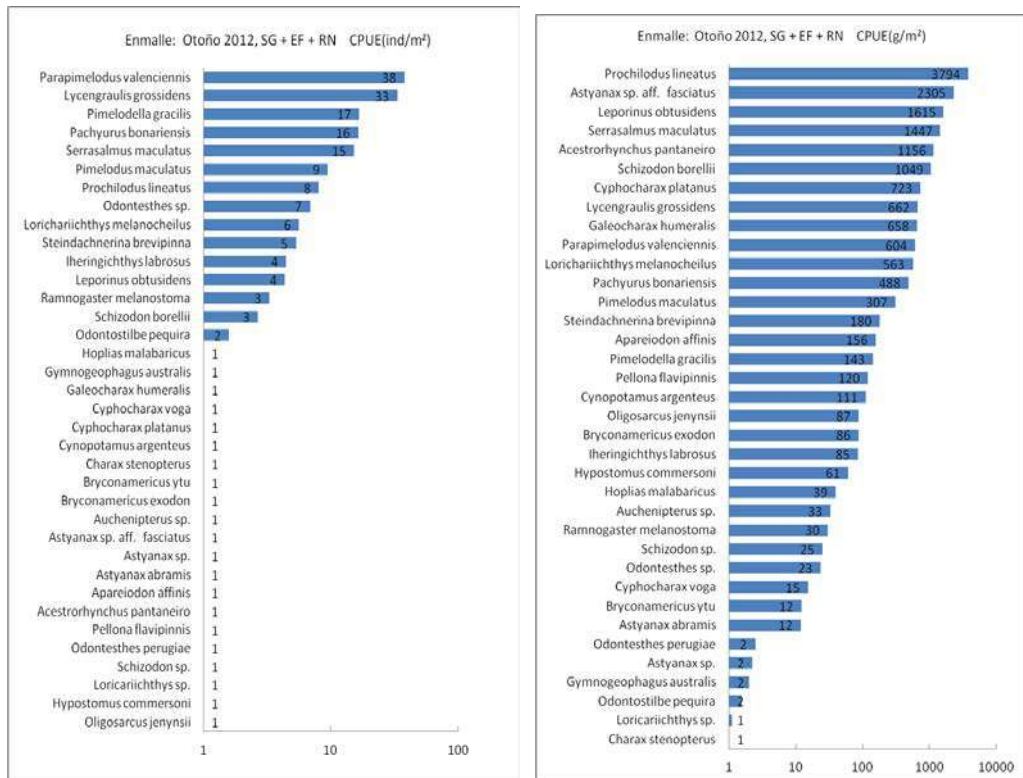 Enmalle: Otoño 2012, SG + EF + RN CPUE(ind/m²)
Parapimelodus valenciennis 38
Lycengraulis grossidens 33
Pimelodella gracilis 17
Pachyurus bonariensis 16
Serrasalmus maculatus 15
Pimelodus maculatus 9
Prochilodus lineatus 8
Odontesthes sp. 7
Lorichariichthys melanocheilus 6
Steindachnerina brevipinna 5
Iheringichthys labrosus 4
Leporinus obtusidens 4
Ramnogaster melanostoma 3
Schizodon borellii 3
Odontostilbe pequira 2
Hoplias malabaricus 1
Gymnogeophagus australis 1
Galeocharax humeralis 1
Cyphocharax voga 1
Cyphocharax platanus 1
Cynopotamus argenteus 1
Charax stenopterus 1
Bryconamericus ytu 1
Bryconamericus exodon 1
Auchenipterus sp. 1
Astyanax sp. aff. fasciatus 1
Astyanax sp. 1
Astyanax abramis 1
Apareiodon affinis 1
Acestrorhynchus pantaneiro 1
Pellona flavipinnis 1
Odontesthes perugiae 1
Schizodon sp. 1
Loricariichthys sp. 1
Hypostomus commersoni 1
Oligosarcus jenynsii 1
1 10 100
Enmalle: Otoño 2012, SG + EF + RN CPUE(g/m²)
Prochilodus lineatus 3794
Astyanax sp. aff. fasciatus 2305
Leporinus obtusidens 1615
Serrasalmus maculatus 1447
Acestrorhynchus pantaneiro 1156
Schizodon borellii 1049
Cyphocharax platanus 723
Lycengraulis grossidens 662
Galeocharax humeralis 658
Parapimelodus valenciennis 604
Lorichariichthys melanocheilus 563
Pachyurus bonariensis 488
Pimelodus maculatus 307
Steindachnerina brevipinna 180
Apareiodon affinis 156
Pimelodella gracilis 143
Pellona flavipinnis 120
Cynopotamus argenteus 111
Oligosarcus jenynsii 87
Bryconamericus exodon 86
Iheringichthys labrosus 85
Hypostomus commersoni 61
Hoplias malabaricus 39
Auchenipterus sp. 33
Ramnogaster melanostoma 30
Schizodon sp. 25
Odontesthes sp. 23
Cyphocharax voga 15
Bryconamericus ytu 12
Astyanax abramis 12
Odontesthes perugiae 2
Astyanax sp. 2
Gymnogeophagus australis 2
Odontostilbe pequira 2
Loricariichthys sp. 1
Charax stenopterus 1
1 10 100 1000 10000